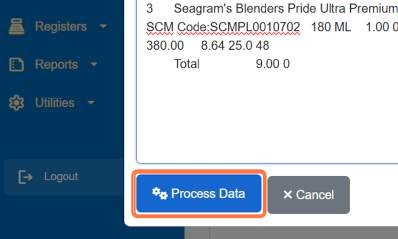 Registers
Reports
Utilities
Logout
3 Seagram's Blenders Pride Ultra Premium
SCM Code:SCMPL0010702 180 ML 1.00 0
380.00 8.64 25.0 48
Total 9.00 0
Process Data
× Cancel